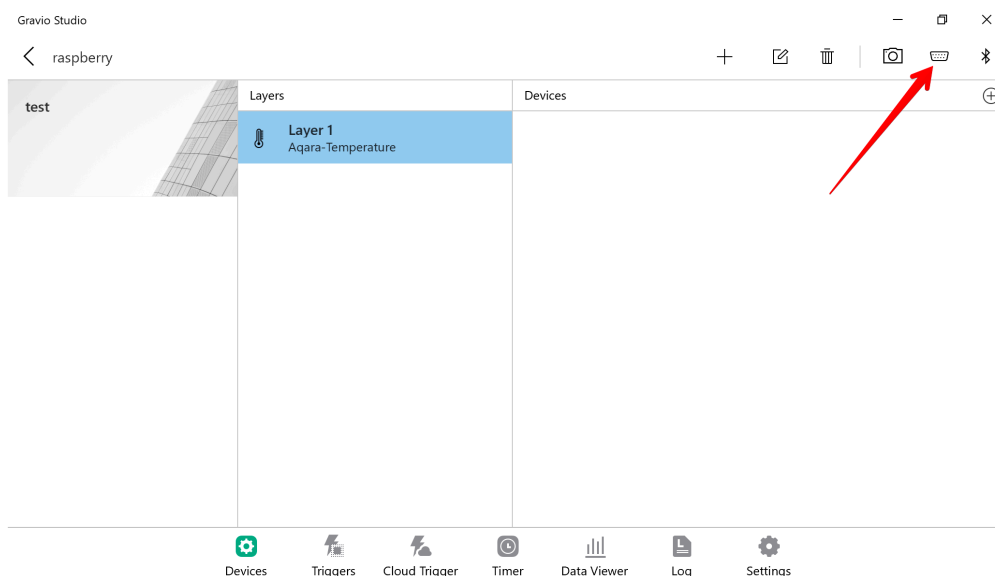 Gravio Studio
raspberry
test
Layers
Devices
Layer 1
Aqara-Temperature
Devices
Triggers
Cloud Trigger
Timer
Data Viewer
Log
Settings